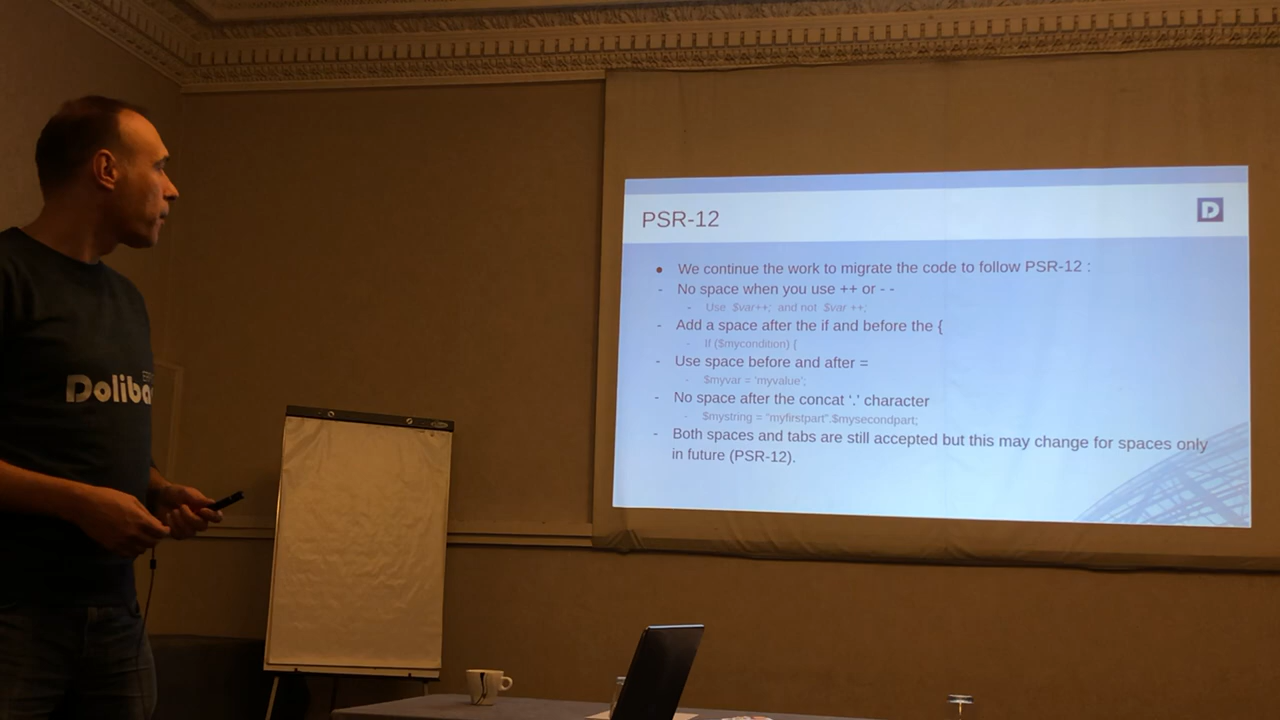 Doliba
PSR-12
D
● We continue the work to migrate the code to follow PSR-12 :
- No space when you use ++ or - -
- Use $var++; and not $var ++;
- Add a space after the if and before the {
- If ($mycondition) {
- Use space before and after =
- $myvar = 'myvalue';
- No space after the concat ‘.’ character
- $mystring = "myfirstpart".$mysecondpart;
- Both spaces and tabs are still accepted but this may change for spaces only
in future (PSR-12).